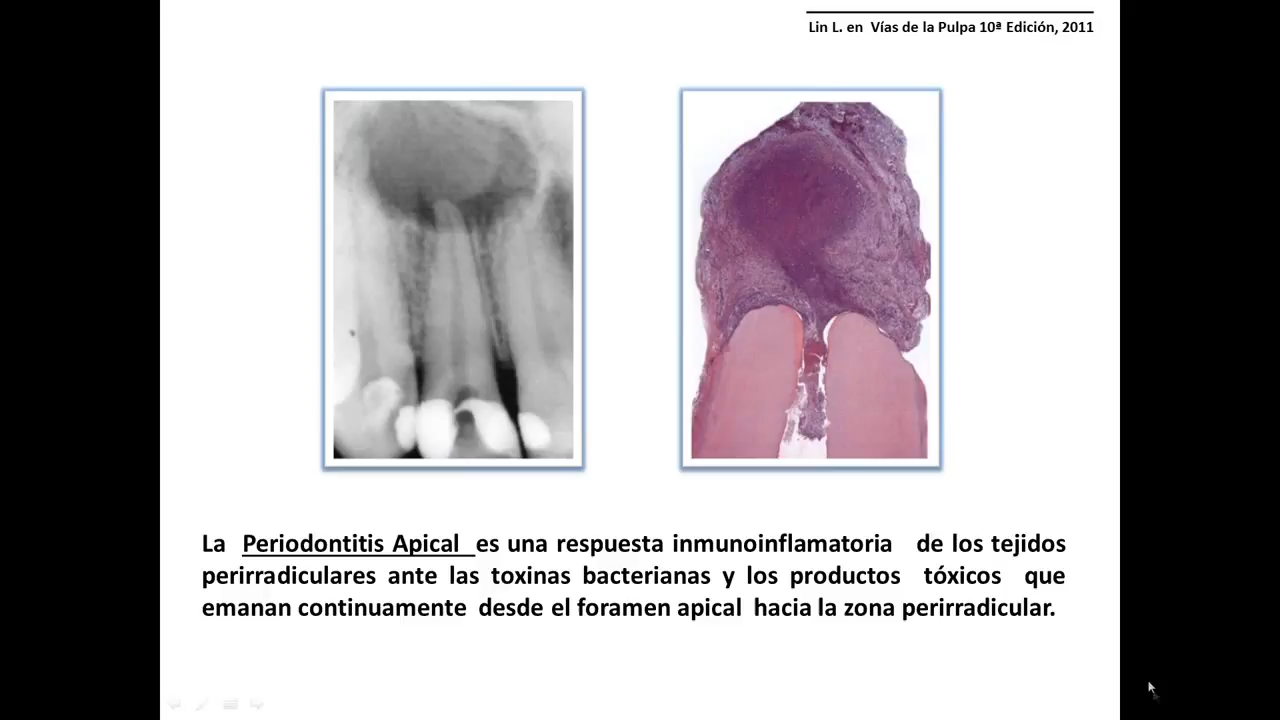 Lin L. en Vías de la Pulpa 10ª Edición, 2011
La Periodontitis Apical es una respuesta inmunoinflamatoria de los tejidos
perirradiculares ante las toxinas bacterianas y los productos tóxicos que
emanan continuamente desde el foramen apical hacia la zona perirradicular.